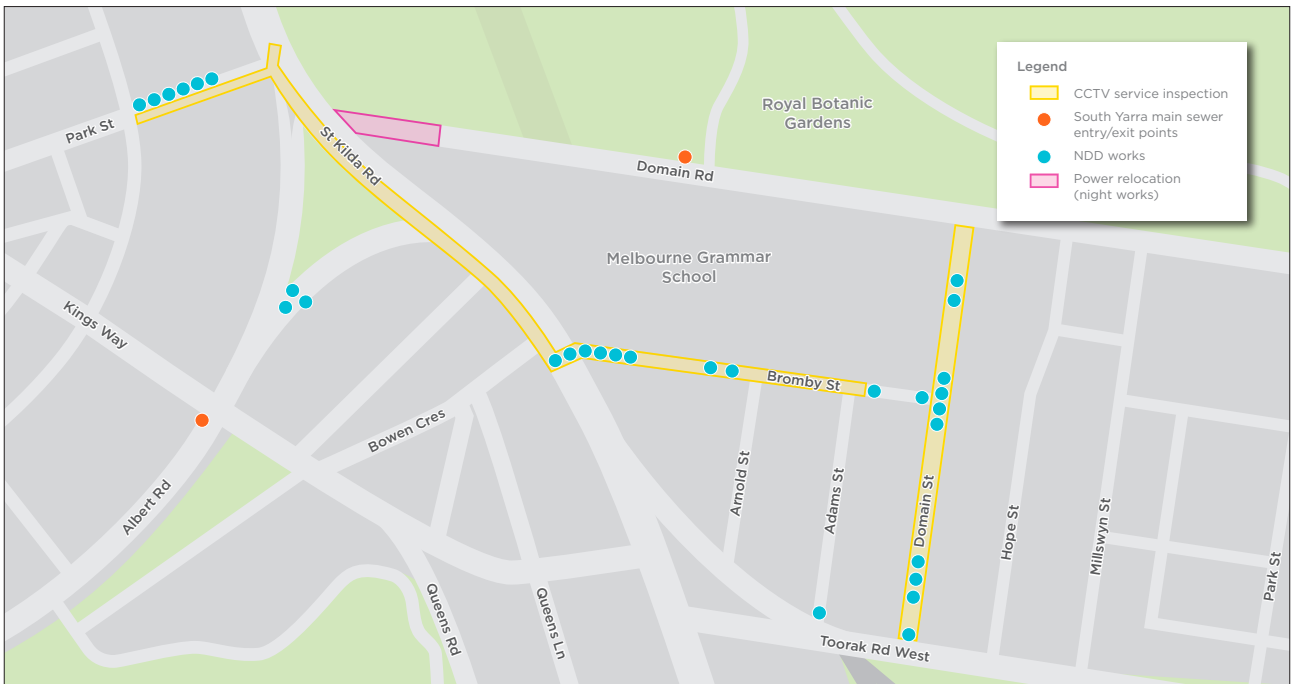 Legend
CCTV service inspection
South Yarra main sewer
entry/exit points
NDD works
Power relocation
(night works)
Royal Botanic
Gardens
Park St
St Kilda Rd
Domain Rd
Melbourne Grammar
School
Kings Way
Bromby St
Bowen Cres
Albert Rd
Arnold St
Adams St
Domain St
Hope St
Millswyn St
Park St
Queens Rd
Queens Ln
Toorak Rd West